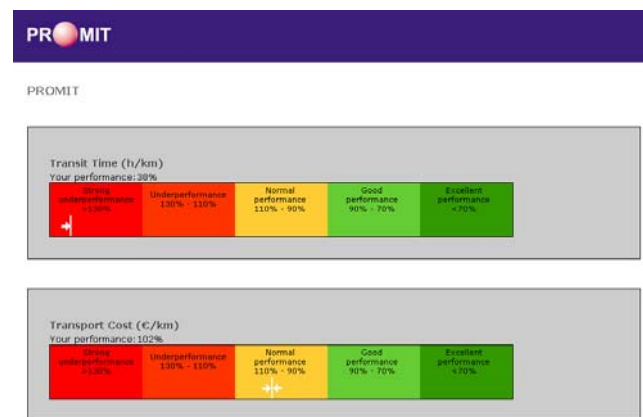 PROMIT
PROMIT
Transit Time (h/km)
Your performance:38%
Strong underperformance >130%
Underperformance 130% - 110%
Normal performance 110% - 90%
Good performance 90% - 70%
Excellent performance <70%
Transport Cost (€/km)
Your performance:102%
Strong underperformance >130%
Underperformance 130% - 110%
Normal performance 110% - 90%
Good performance 90% - 70%
Excellent performance <70%